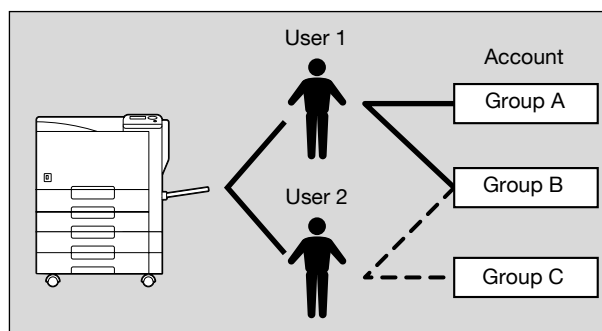 User 1
Account
Group A
Group B
User 2
Group C